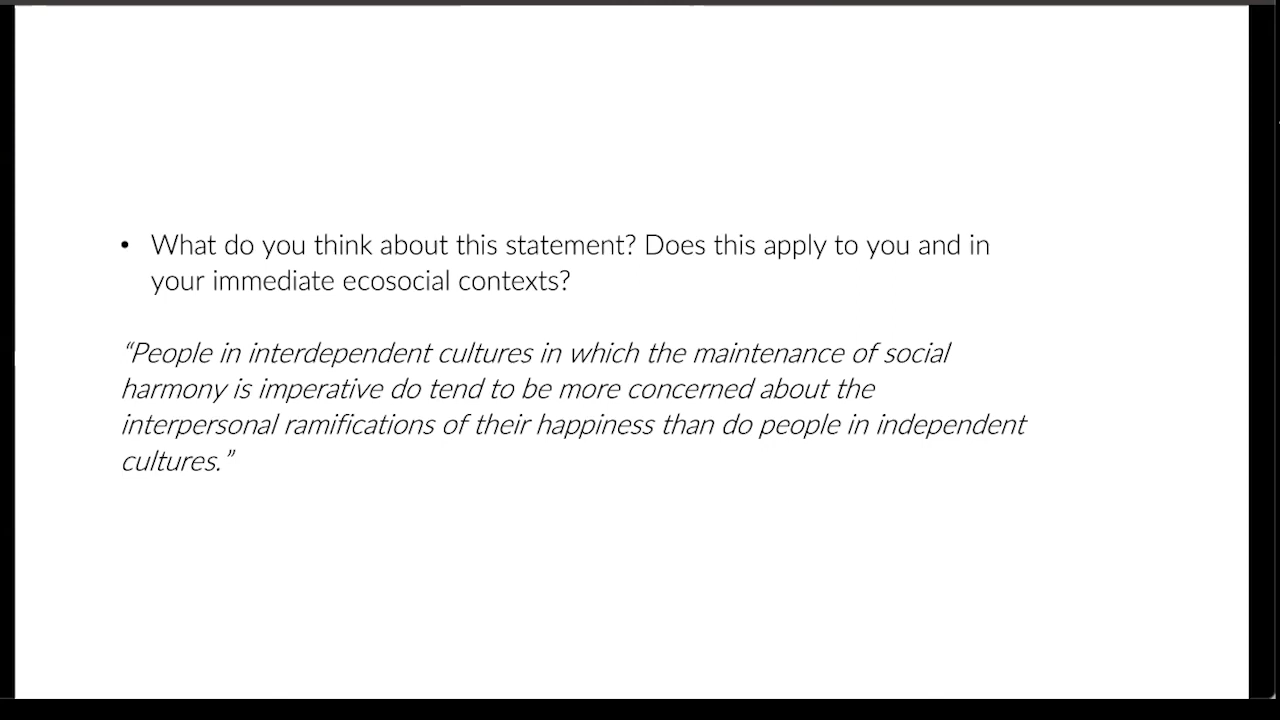 • What do you think about this statement? Does this apply to you and in
your immediate ecosocial contexts?
“People in interdependent cultures in which the maintenance of social
harmony is imperative do tend to be more concerned about the
interpersonal ramifications of their happiness than do people in independent
cultures.”